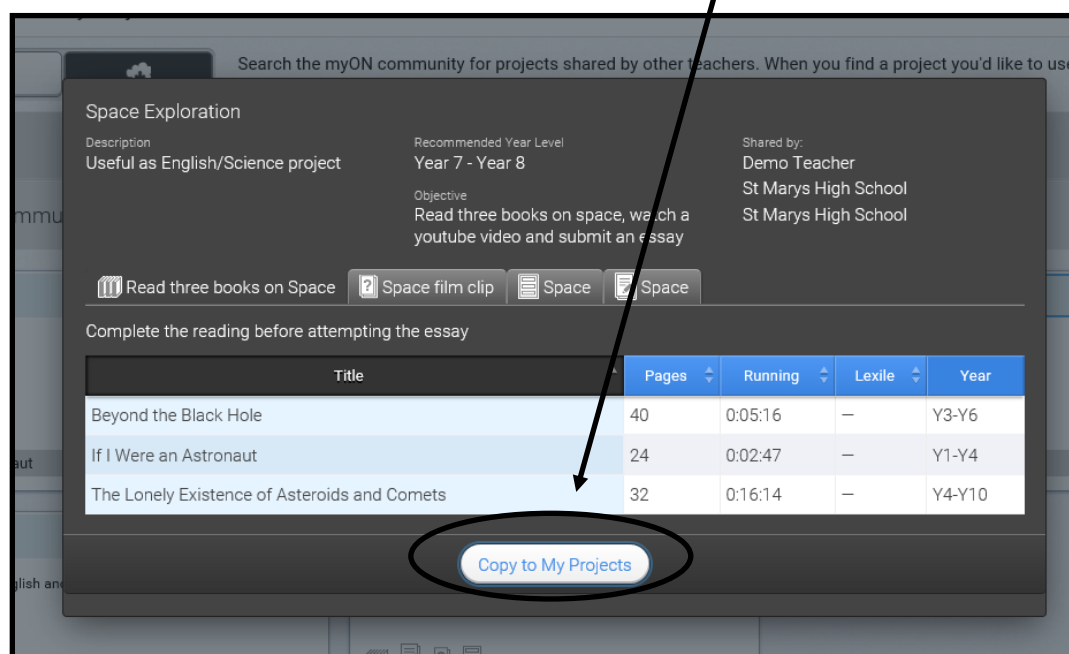 Search the myON community for projects shared by other teachers. When you find a project you'd like to use
Space Exploration
Description
Useful as English/Science project
Recommended Year Level
Year 7 - Year 8
Objective
Read three books on space, watch a
youtube video and submit an essay
Shared by:
Demo Teacher
St Marys High School
St Marys High School
Read three books on Space
Space film clip
Space
Space
Complete the reading before attempting the essay
Title Pages Running Lexile Year
Beyond the Black Hole 40 0:05:16 — Y3-Y6
If I Were an Astronaut 24 0:02:47 — Y1-Y4
The Lonely Existence of Asteroids and Comets 32 0:16:14 — Y4-Y10
Copy to My Projects